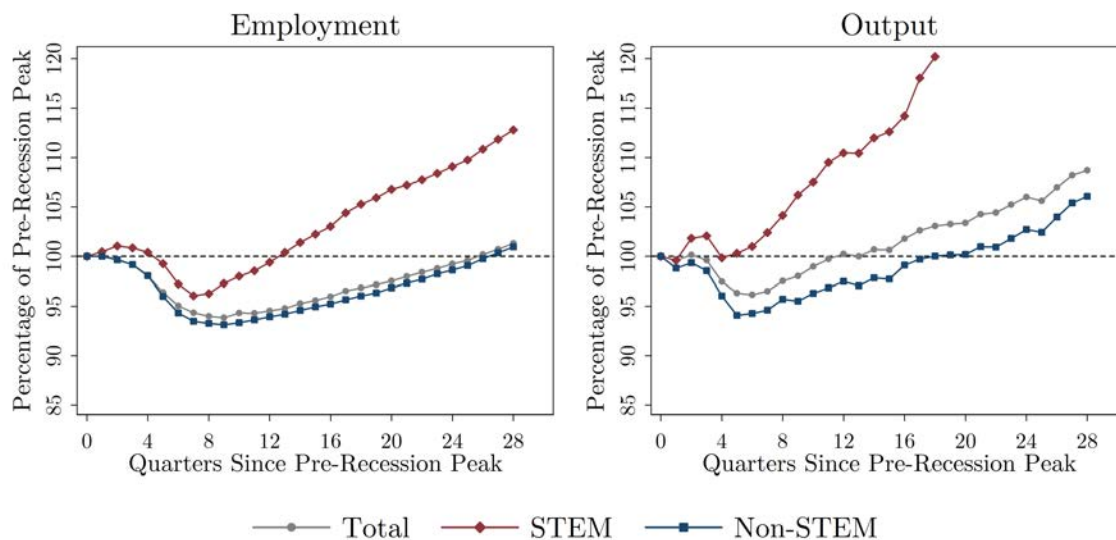 Employment
Output
Percentage of Pre-Recession Peak
120
115
110
105
100
95
90
85
0 4 8 12 16 20 24 28
Quarters Since Pre-Recession Peak
Percentage of Pre-Recession Peak
120
115
110
105
100
95
90
85
0 4 8 12 16 20 24 28
Quarters Since Pre-Recession Peak
Total STEM Non-STEM